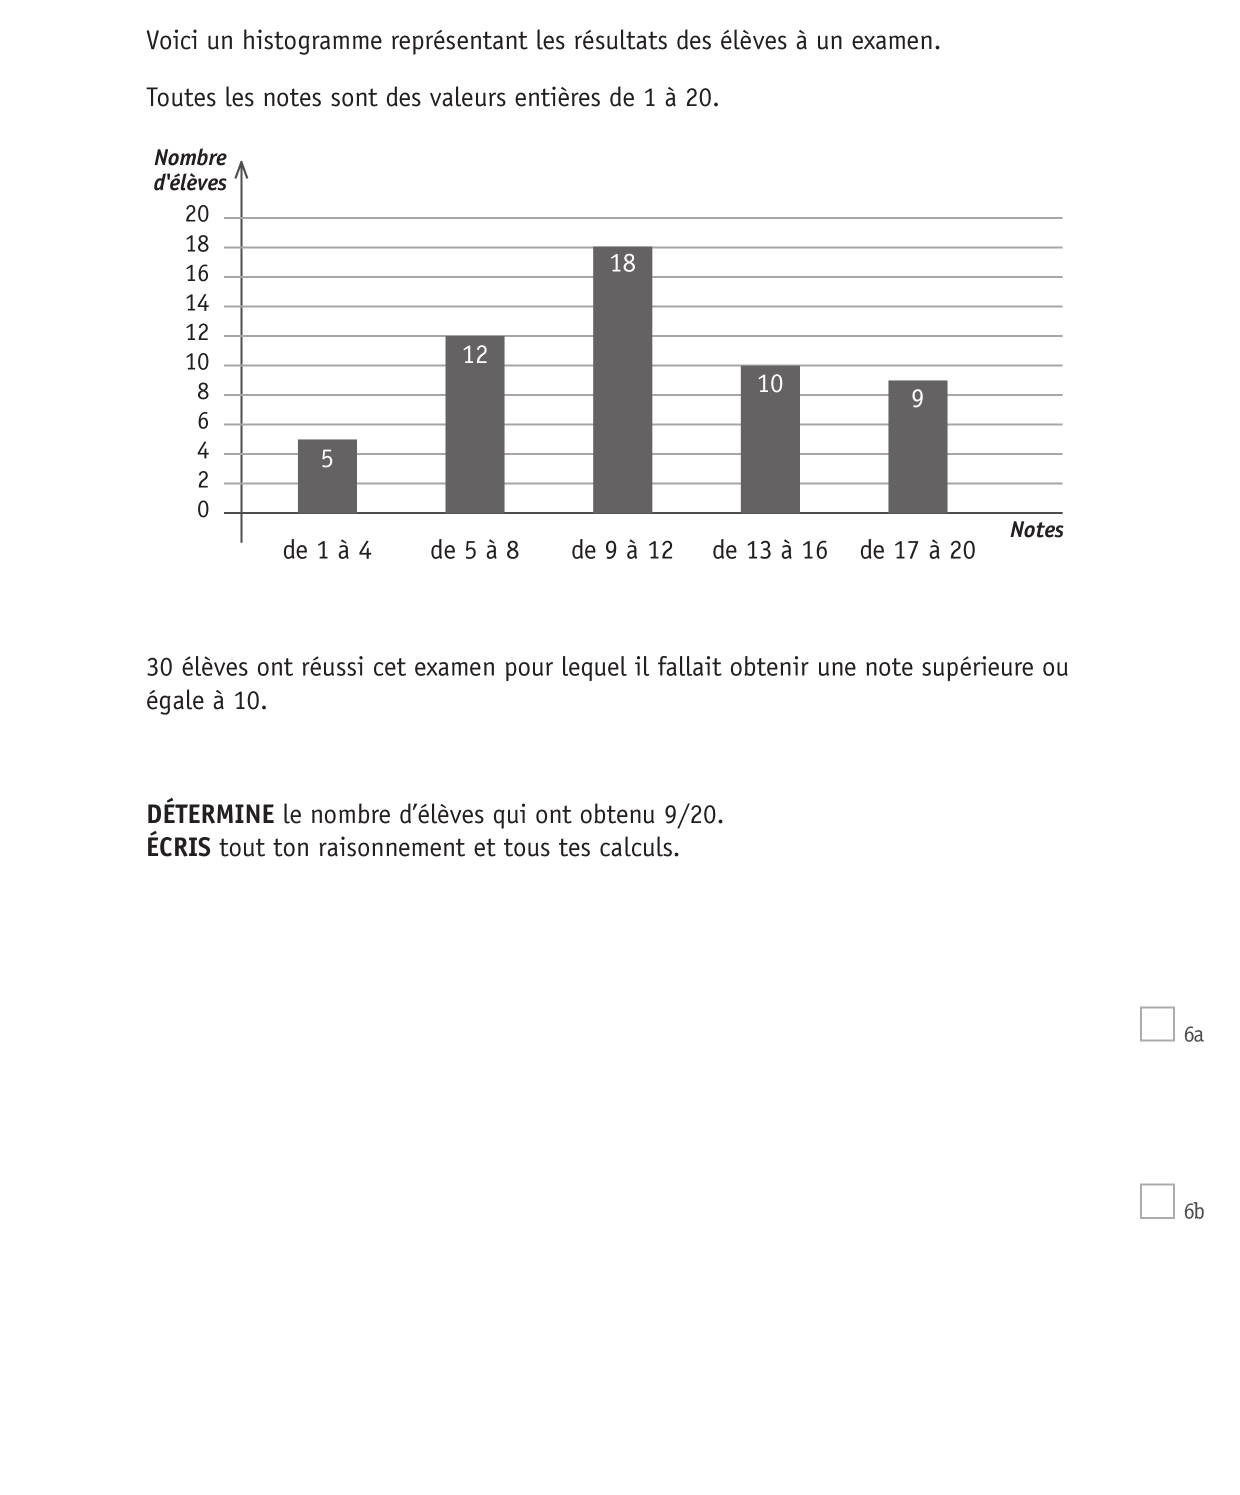 Voici un histogramme représentant les résultats des élèves à un examen.
Toutes les notes sont des valeurs entières de 1 à 20.
Nombre
d'élèves
20
18
16
14
12
10
8
6
4
2
0
5
12
18
10
9
Notes
de 1 à 4
de 5 à 8
de 9 à 12
de 13 à 16
de 17 à 20
30 élèves ont réussi cet examen pour lequel il fallait obtenir une note supérieure ou
égale à 10.
DÉTERMINE le nombre d’élèves qui ont obtenu 9/20.
ÉCRIS tout ton raisonnement et tous tes calculs.
6a
6b